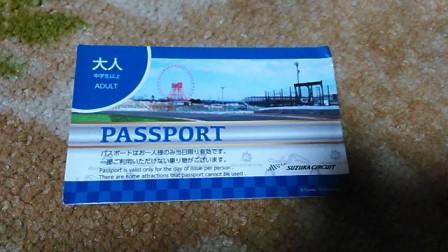 大人
中学生以上
ADULT
PASSPORT
パスポートはお一人様のみ当日限り有効です。
一部ご利用いただけない乗り物がございます。
Passport is valid only for the day of issue per person.
There are some attractions that passport cannot be used.
SUZUKA CIRCUIT